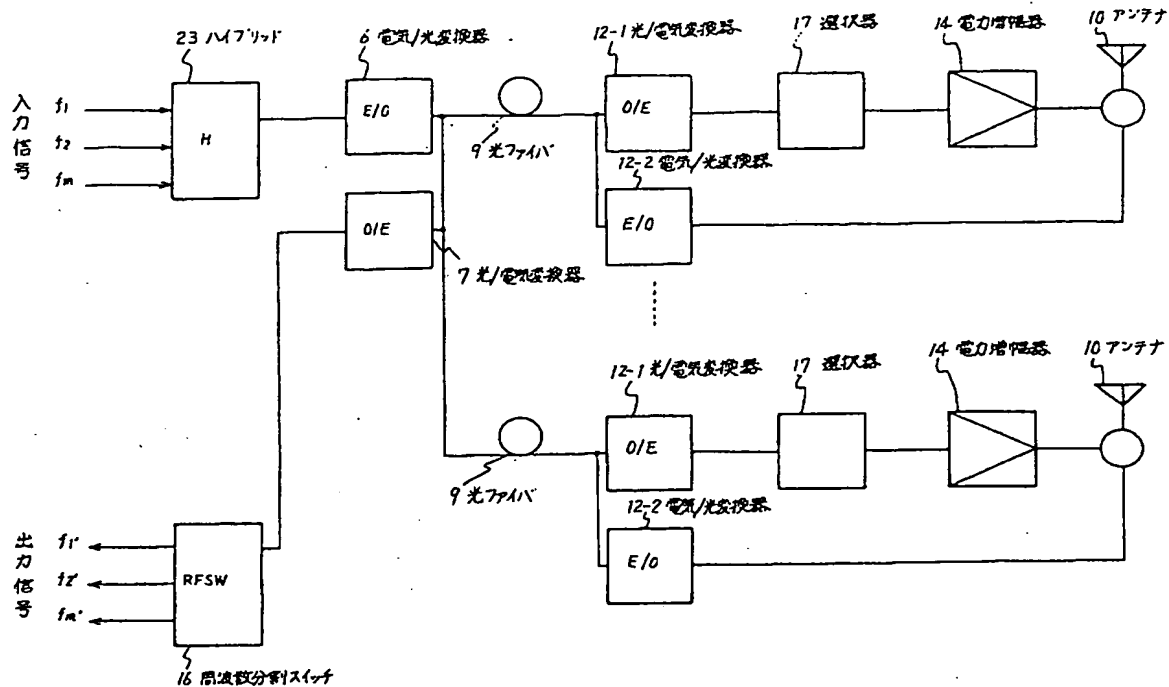 23 ハイブリッド
6 電気/光変換器
12-1 光/電気変換器
17 選択器
14 電力増幅器
10 アンテナ
入力信号
f1
f2
fm
H
E/O
9 光ファイバ
O/E
12-2 電気/光変換器
E/O
O/E
7 光/電気変換器
12-1 光/電気変換器
17 選択器
14 電力増幅器
10 アンテナ
9 光ファイバ
O/E
12-2 電気/光変換器
E/O
出力信号
f1'
f2'
fm'
RFSW
16 周波数分割スイッチ